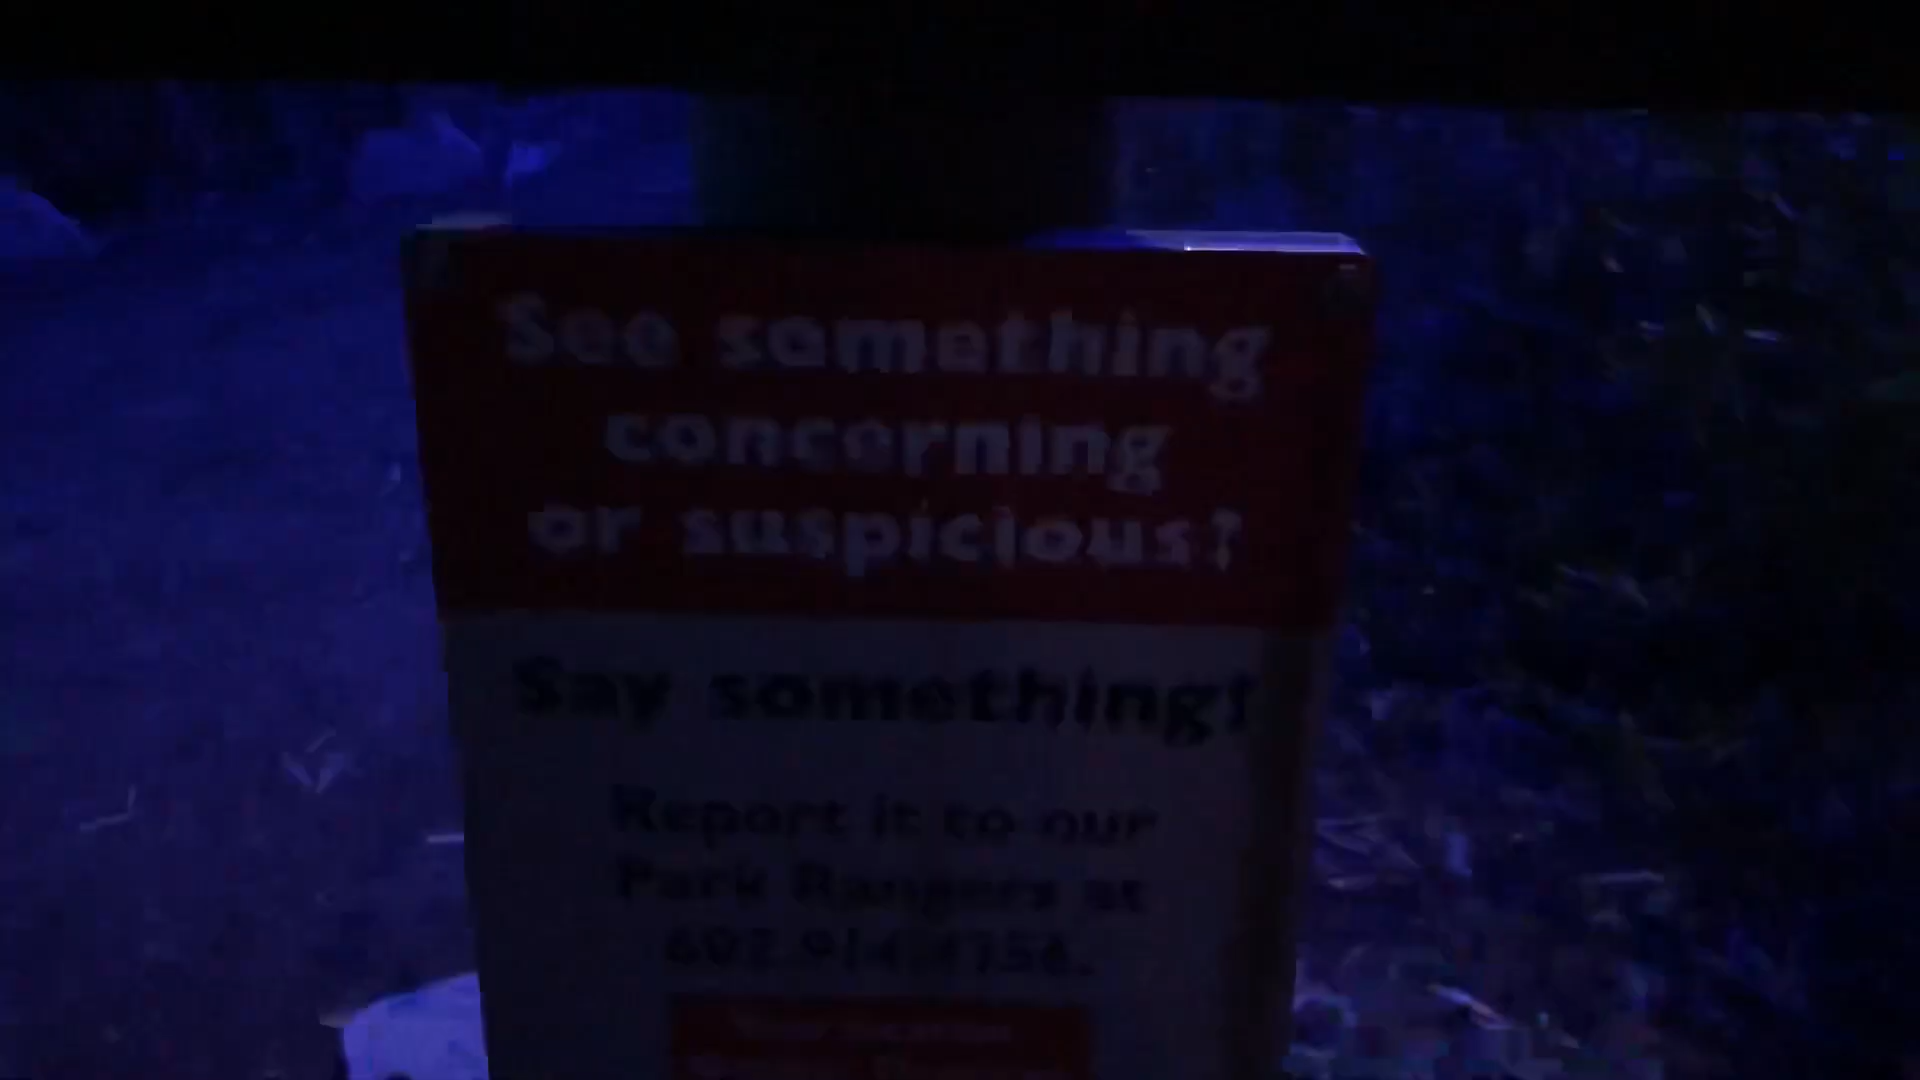 See something
concerning
or suspicious?
Say something!
Report it to our
Park Rangers at